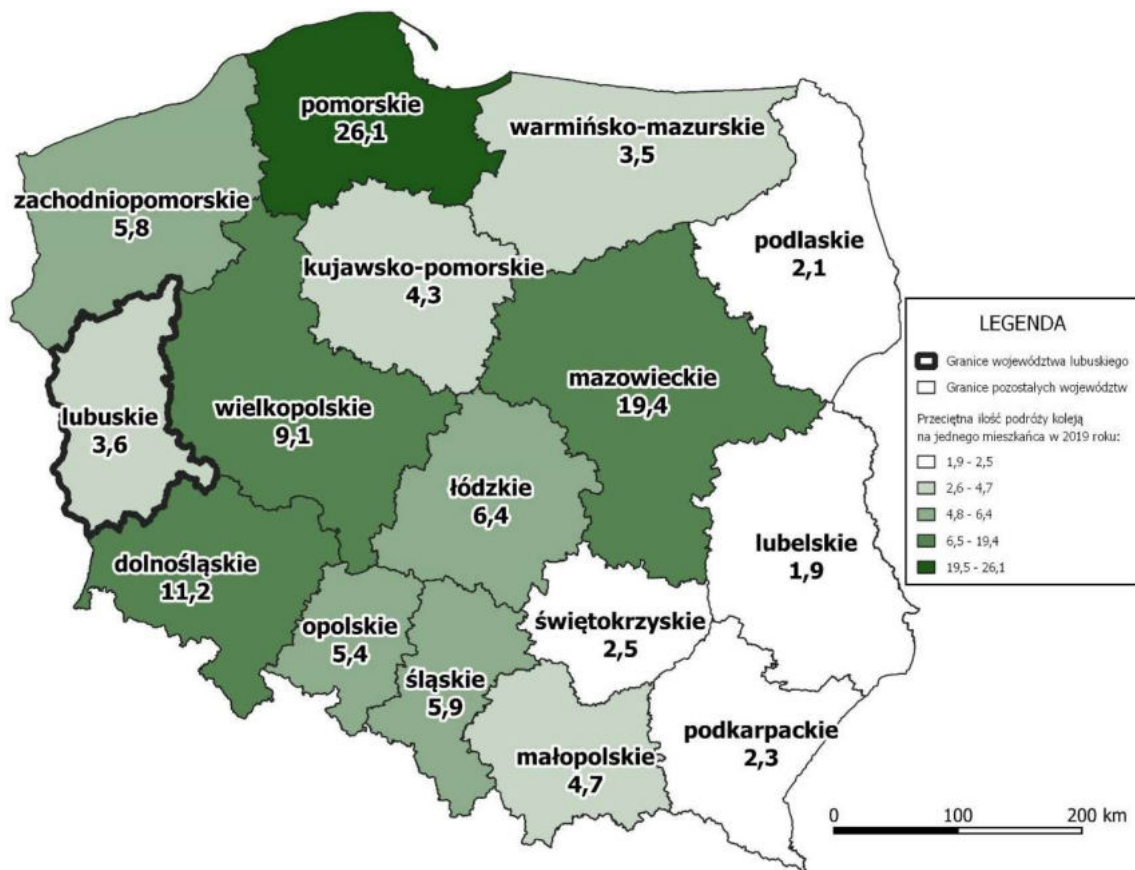 pomorskie
26,1
warmińsko-mazurskie
3,5
zachodniopomorskie
5,8
podlaskie
2,1
kujawsko-pomorskie
4,3
mazowieckie
19,4
lubuskie
3,6
wielkopolskie
9,1
łódzkie
6,4
dolnośląskie
11,2
lubelskie
1,9
opolskie
5,4
świętokrzyskie
2,5
śląskie
5,9
małopolskie
4,7
podkarpackie
2,3
LEGENDA
Granice województwa lubuskiego
Granice pozostałych województw
Przeciętna ilość podróży koleją
na jednego mieszkańca w 2019 roku:
1,9 - 2,5
2,6 - 4,7
4,8 - 6,4
6,5 - 19,4
19,5 - 26,1
0 100 200 km